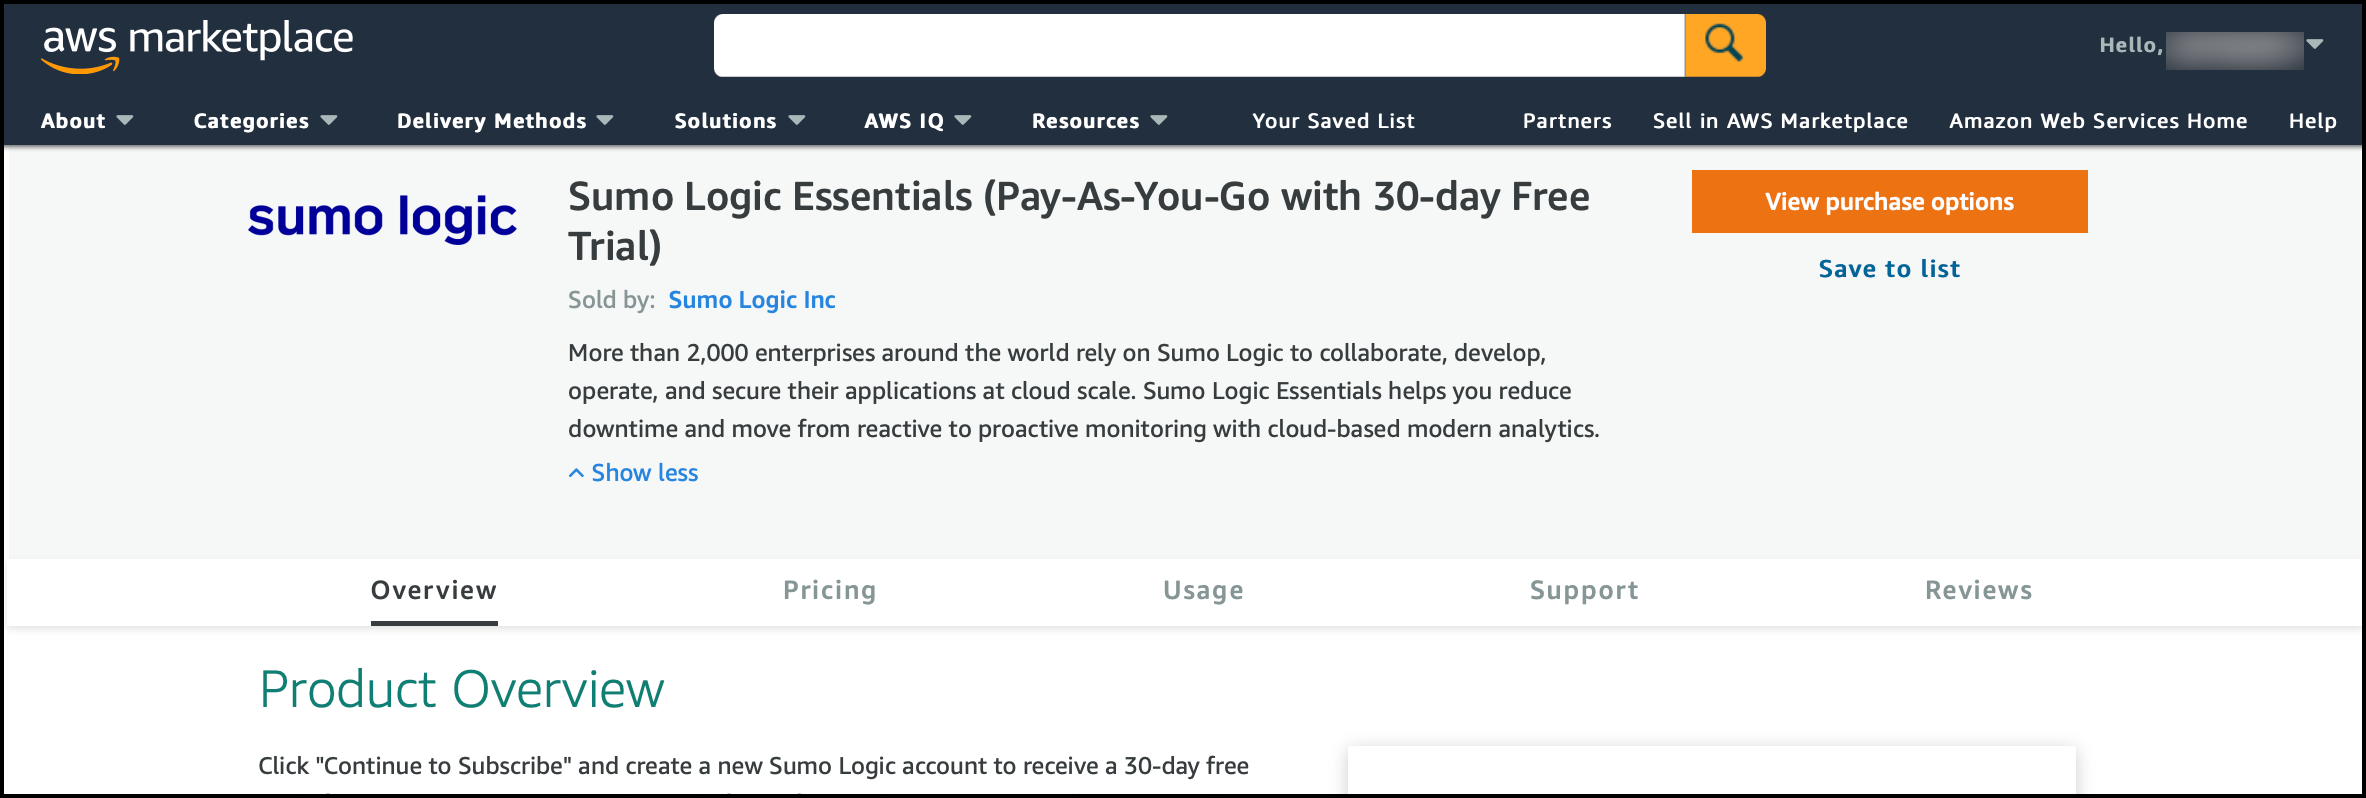 aws marketplace
Hello,
About
Categories
Delivery Methods
Solutions
AWS IQ
Resources
Your Saved List
Partners
Sell in AWS Marketplace
Amazon Web Services Home
Help
sumo logic
Sumo Logic Essentials (Pay-As-You-Go with 30-day Free
Trial)
Sold by: Sumo Logic Inc
More than 2,000 enterprises around the world rely on Sumo Logic to collaborate, develop,
operate, and secure their applications at cloud scale. Sumo Logic Essentials helps you reduce
downtime and move from reactive to proactive monitoring with cloud-based modern analytics.
Show less
View purchase options
Save to list
Overview
Pricing
Usage
Support
Reviews
Product Overview
Click "Continue to Subscribe" and create a new Sumo Logic account to receive a 30-day free